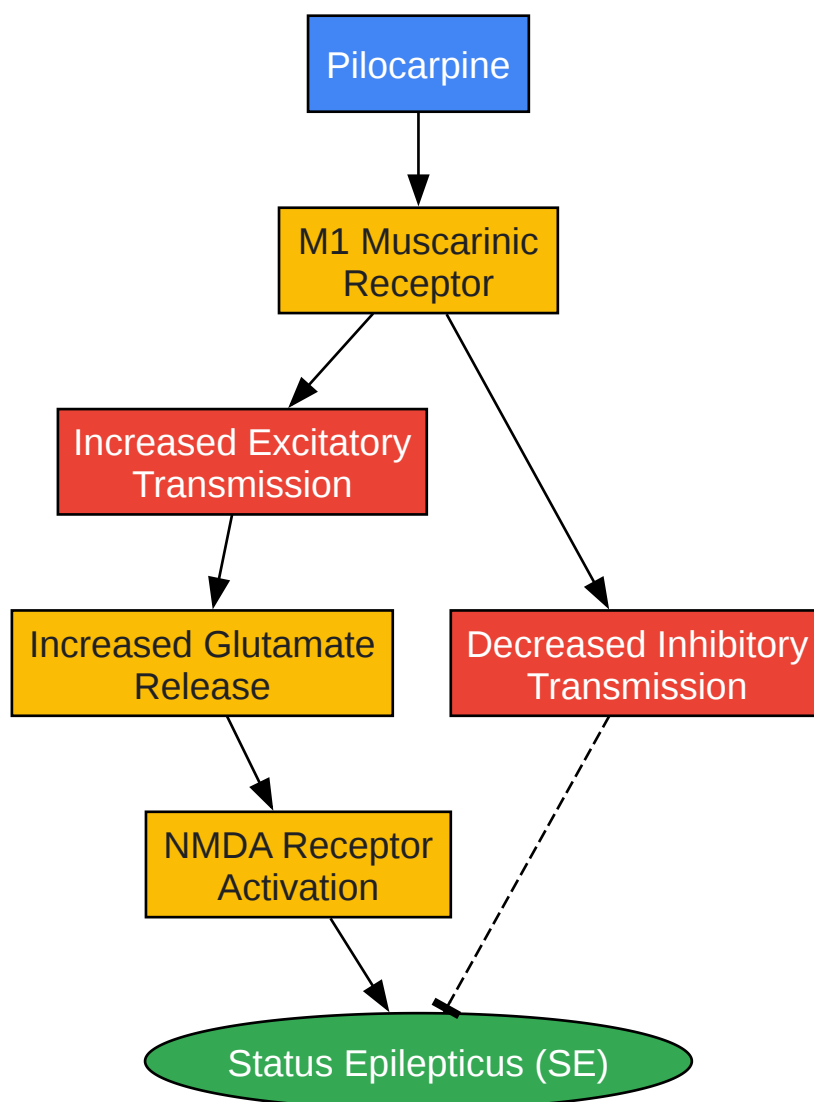 Pilocarpine
M1 Muscarinic
Receptor
Increased Excitatory
Transmission
Increased Glutamate
Release
Decreased Inhibitory
Transmission
NMDA Receptor
Activation
Status Epilepticus (SE)